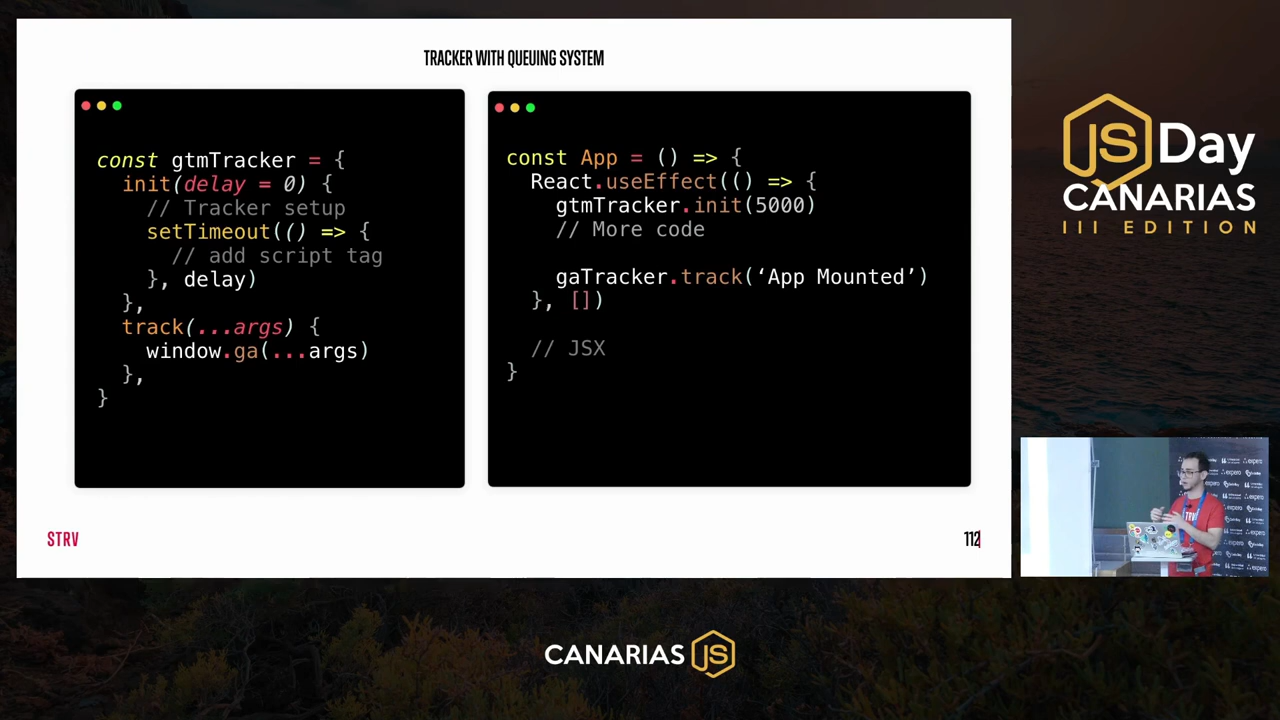 TRACKER WITH QUEUING SYSTEM
const gtmTracker = {
init(delay = 0) {
// Tracker setup
setTimeout(() => {
// add script tag
}, delay)
},
track(...args) {
window.ga(...args)
},
}
const App = () => {
React.useEffect(() => {
gtmTracker.init(5000)
// More code
gaTracker.track(‘App Mounted’)
}, [])
// JSX
}
STRV
112
JS Day
CANARIAS
III EDITION
CANARIAS JS